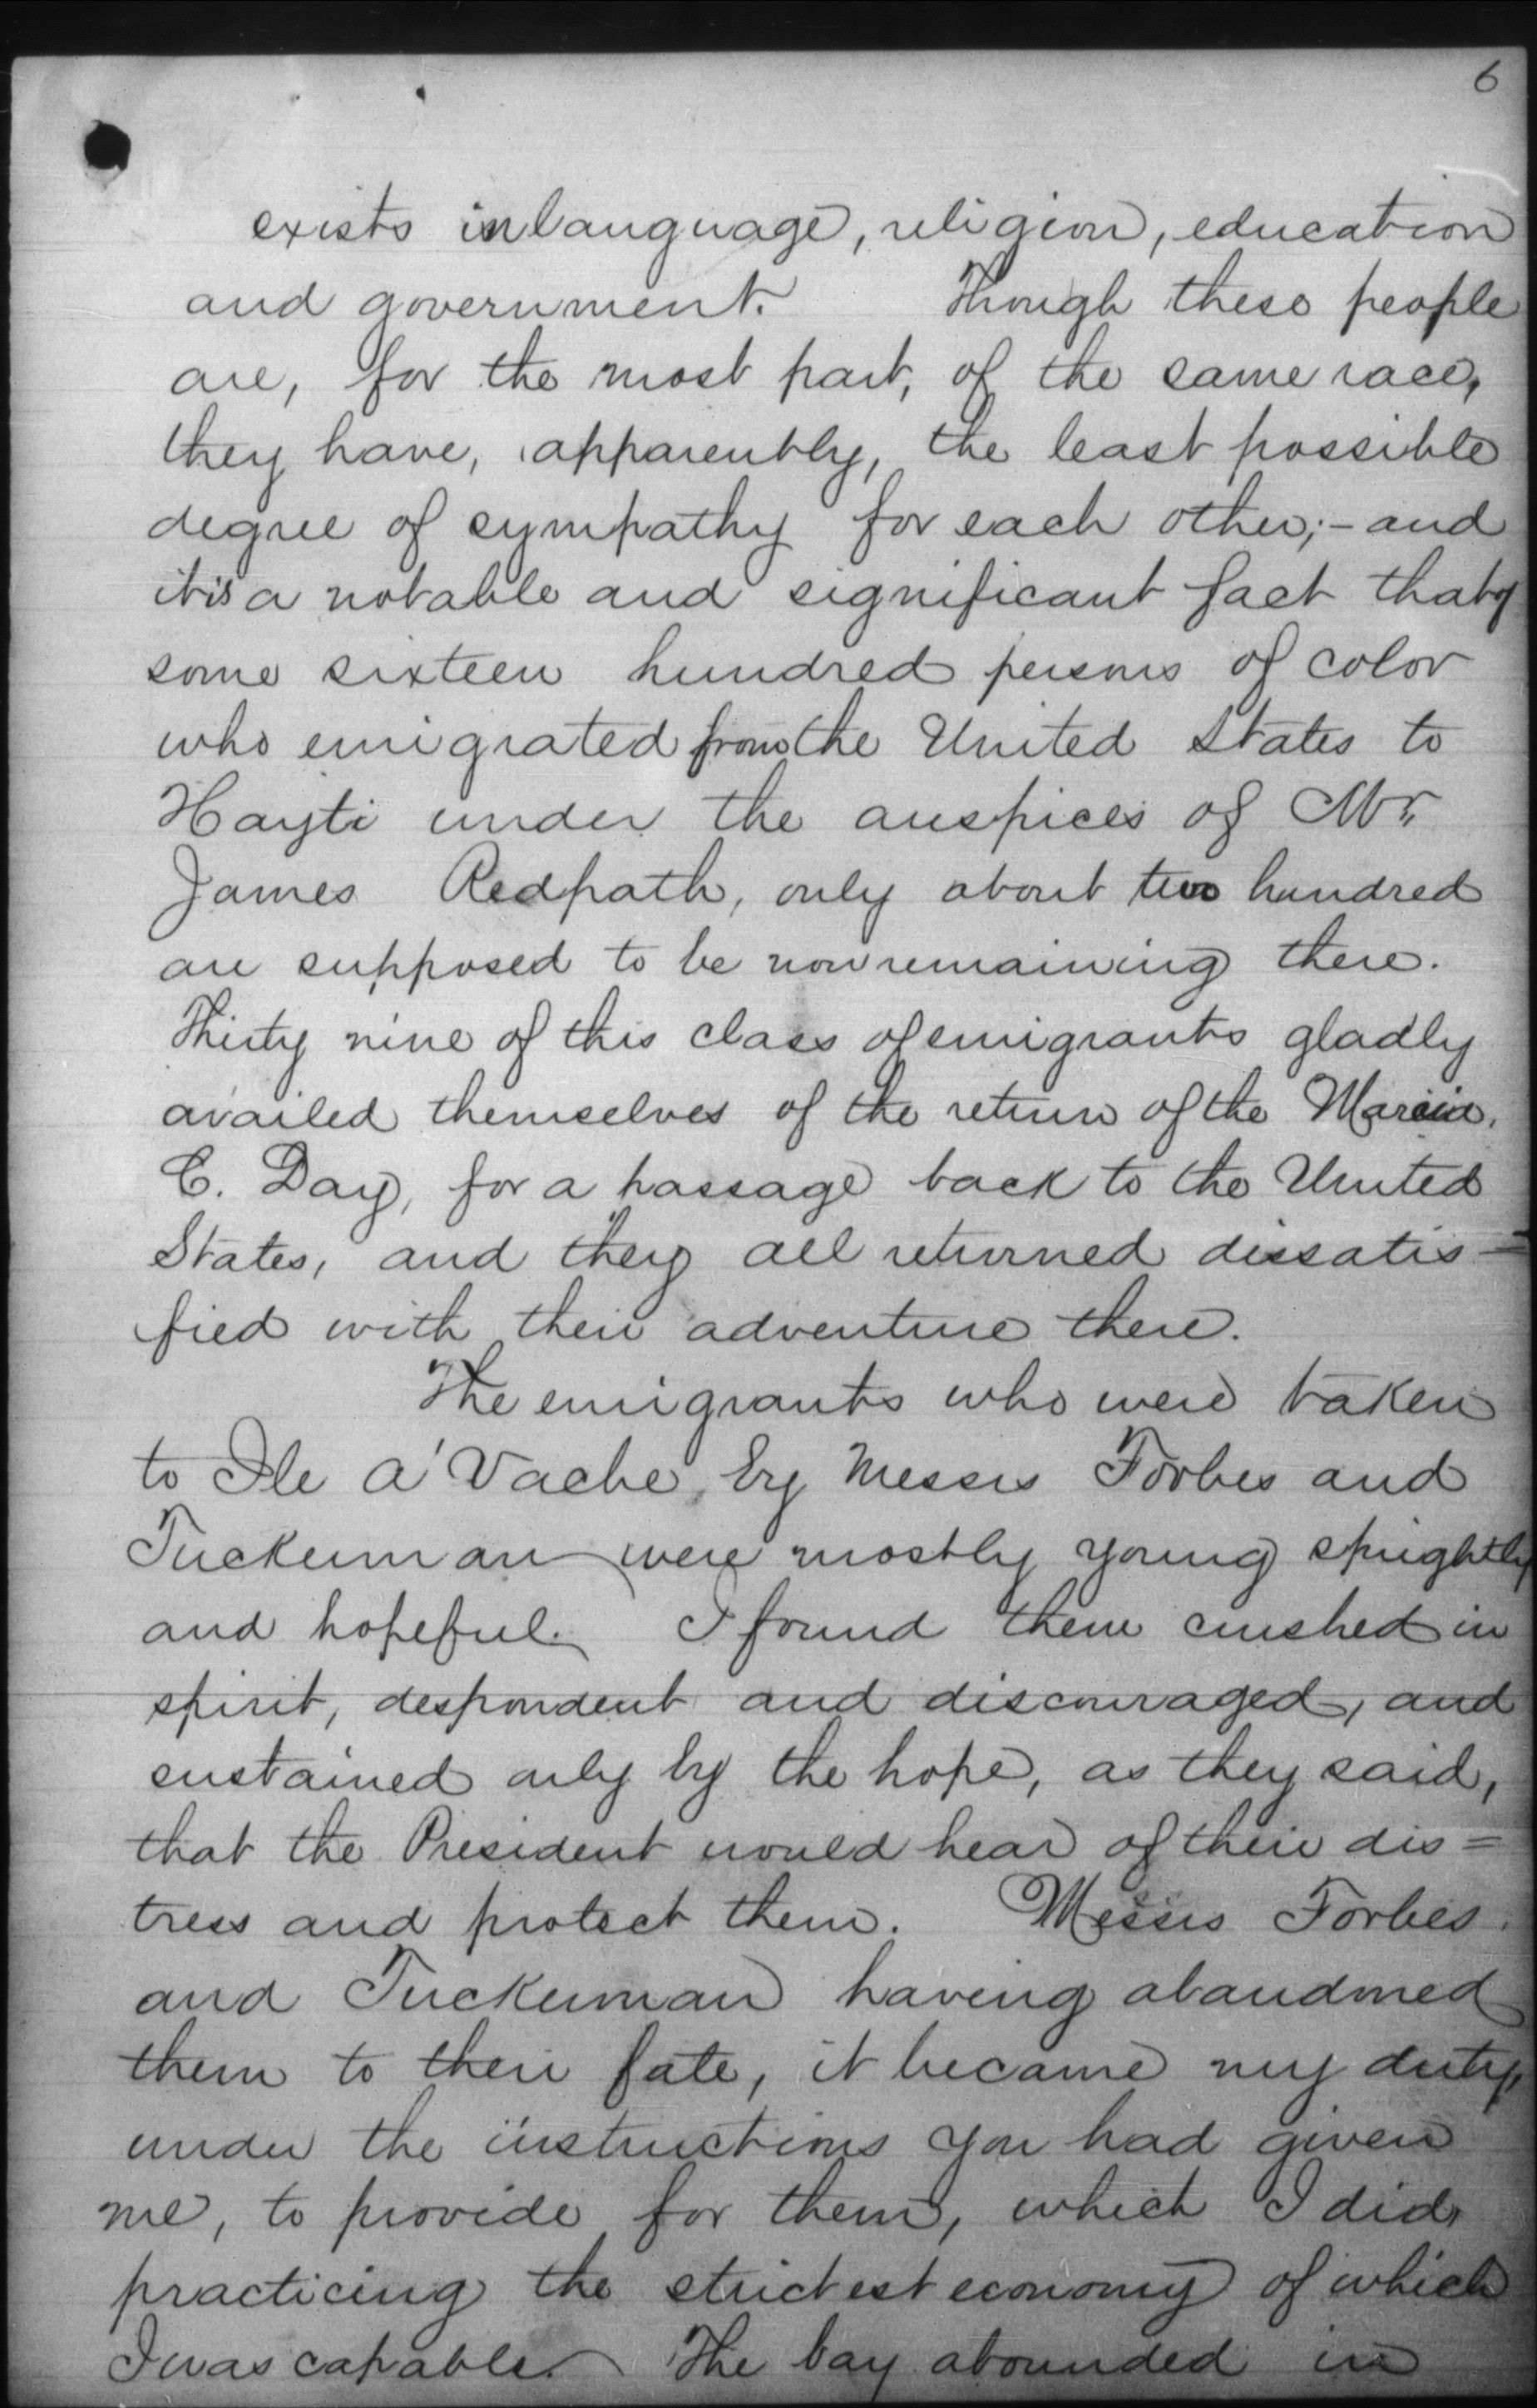 6
exists in language, religion, education
and government. Though these people
are, for the most part, of the same race,
they have, apparently, the least possible
degree of sympathy for each other;- and
it is a notable and significant fact that of
some sixteen hundred persons of color
who emigrated from the United States to
Hayti under the auspices of Mr.
James Redpath, only about two hundred
are supposed to be now remaining there.
Thirty nine of this class of emigrants gladly
availed themselves of the return of the Marcia
C. Day, for a passage back to the United
States, and they all returned dissatis=
fied with their adventure there.
The emigrants who were taken
to Ile a' Vache by Messrs Forbes and
Tuckerman were mostly young sprightly
and hopeful. I found them crushed in
spirit, despondent and discouraged, and
sustained only by the hope, as they said,
that the President would hear of their dis=
tress and protect them. Messrs Forbes
and Tuckerman having abandoned
them to their fate, it became my duty,
under the instructions you had given
me, to provide for them, which I did,
practicing the strictest economy of which
I was capable. The bay abounded in